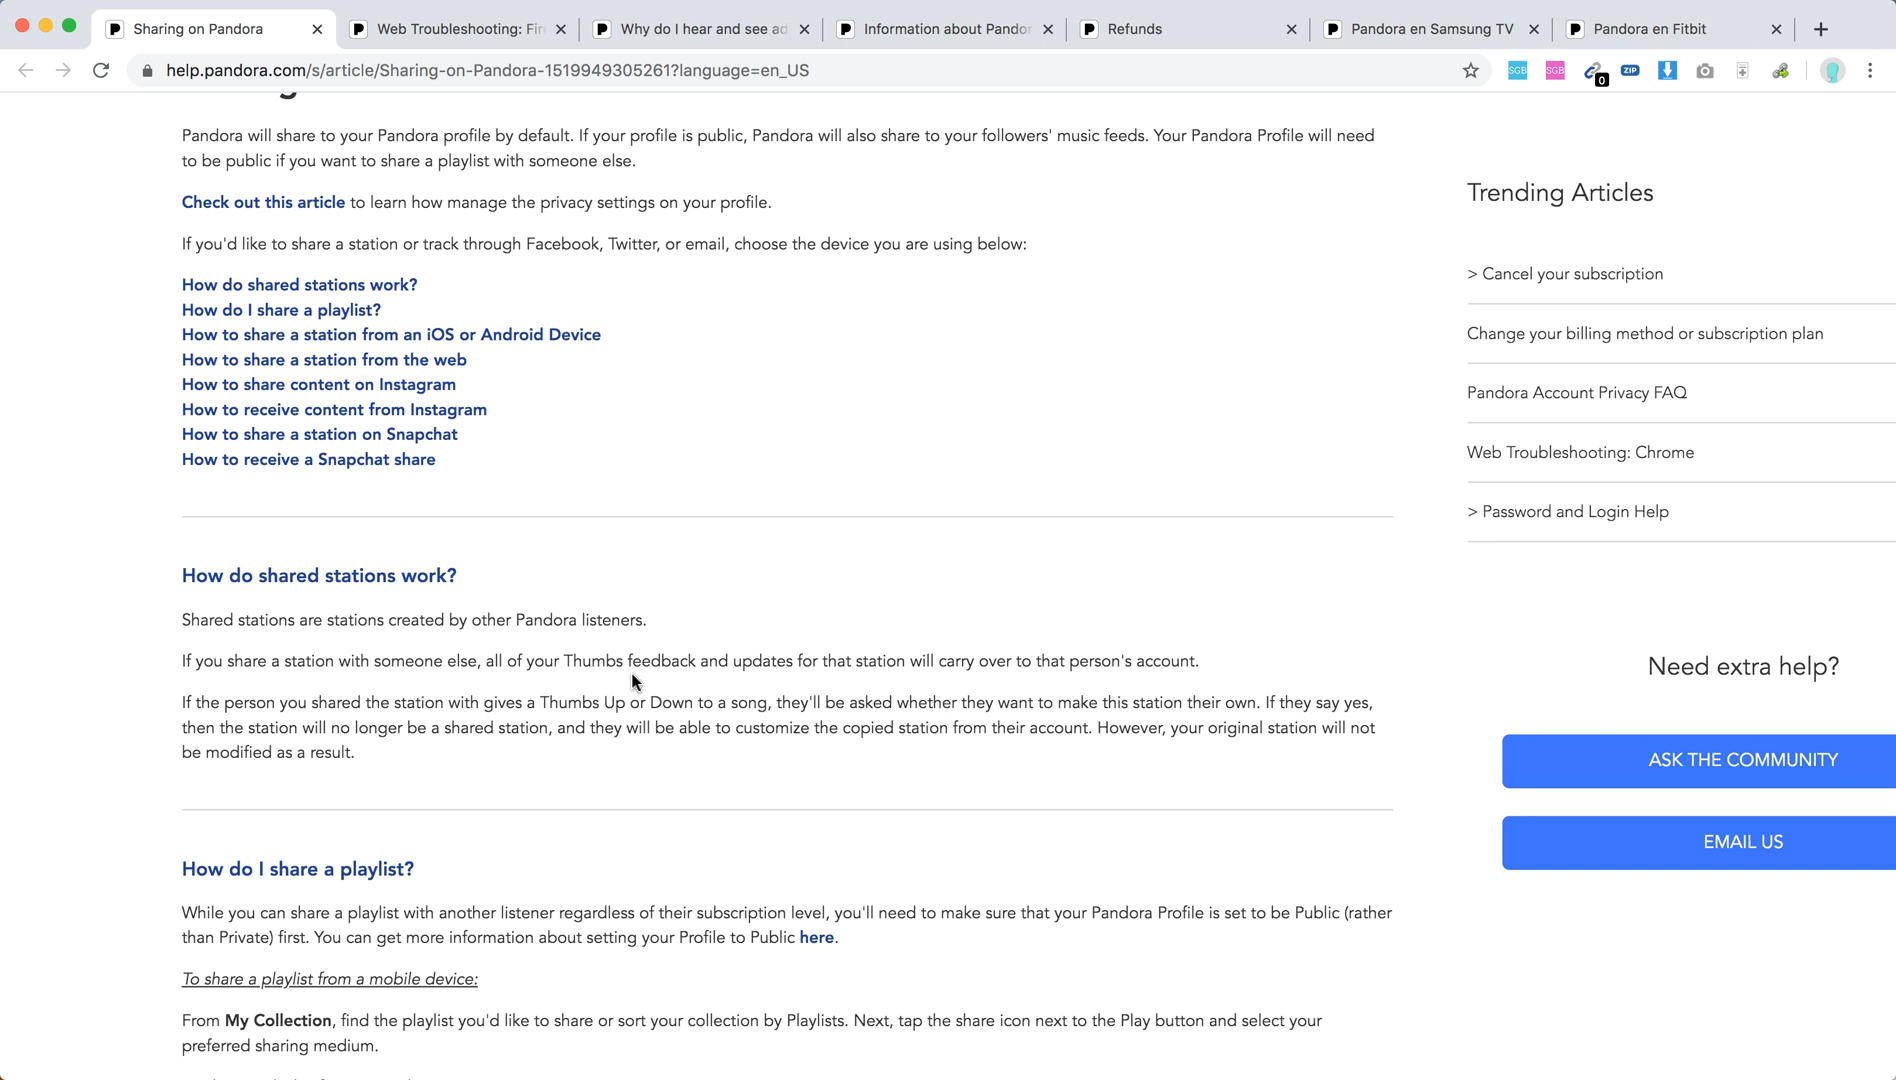 Sharing on Pandora
Web Troubleshooting: Fir
Why do I hear and see ad
Information about Pandor
Refunds
Pandora en Samsung TV
Pandora en Fitbit
help.pandora.com/s/article/Sharing-on-Pandora-1519949305261?language=en_US
SGB
SGB
0
ZIP
Pandora will share to your Pandora profile by default. If your profile is public, Pandora will also share to your followers' music feeds. Your Pandora Profile will need
to be public if you want to share a playlist with someone else.
Check out this article to learn how manage the privacy settings on your profile.
If you'd like to share a station or track through Facebook, Twitter, or email, choose the device you are using below:
How do shared stations work?
How do I share a playlist?
How to share a station from an iOS or Android Device
How to share a station from the web
How to share content on Instagram
How to receive content from Instagram
How to share a station on Snapchat
How to receive a Snapchat share
How do shared stations work?
Shared stations are stations created by other Pandora listeners.
If you share a station with someone else, all of your Thumbs feedback and updates for that station will carry over to that person's account.
If the person you shared the station with gives a Thumbs Up or Down to a song, they'll be asked whether they want to make this station their own. If they say yes,
then the station will no longer be a shared station, and they will be able to customize the copied station from their account. However, your original station will not
be modified as a result.
How do I share a playlist?
While you can share a playlist with another listener regardless of their subscription level, you'll need to make sure that your Pandora Profile is set to be Public (rather
than Private) first. You can get more information about setting your Profile to Public here.
To share a playlist from a mobile device:
From My Collection, find the playlist you'd like to share or sort your collection by Playlists. Next, tap the share icon next to the Play button and select your
preferred sharing medium.
Trending Articles
> Cancel your subscription
Change your billing method or subscription plan
Pandora Account Privacy FAQ
Web Troubleshooting: Chrome
> Password and Login Help
Need extra help?
ASK THE COMMUNITY
EMAIL US